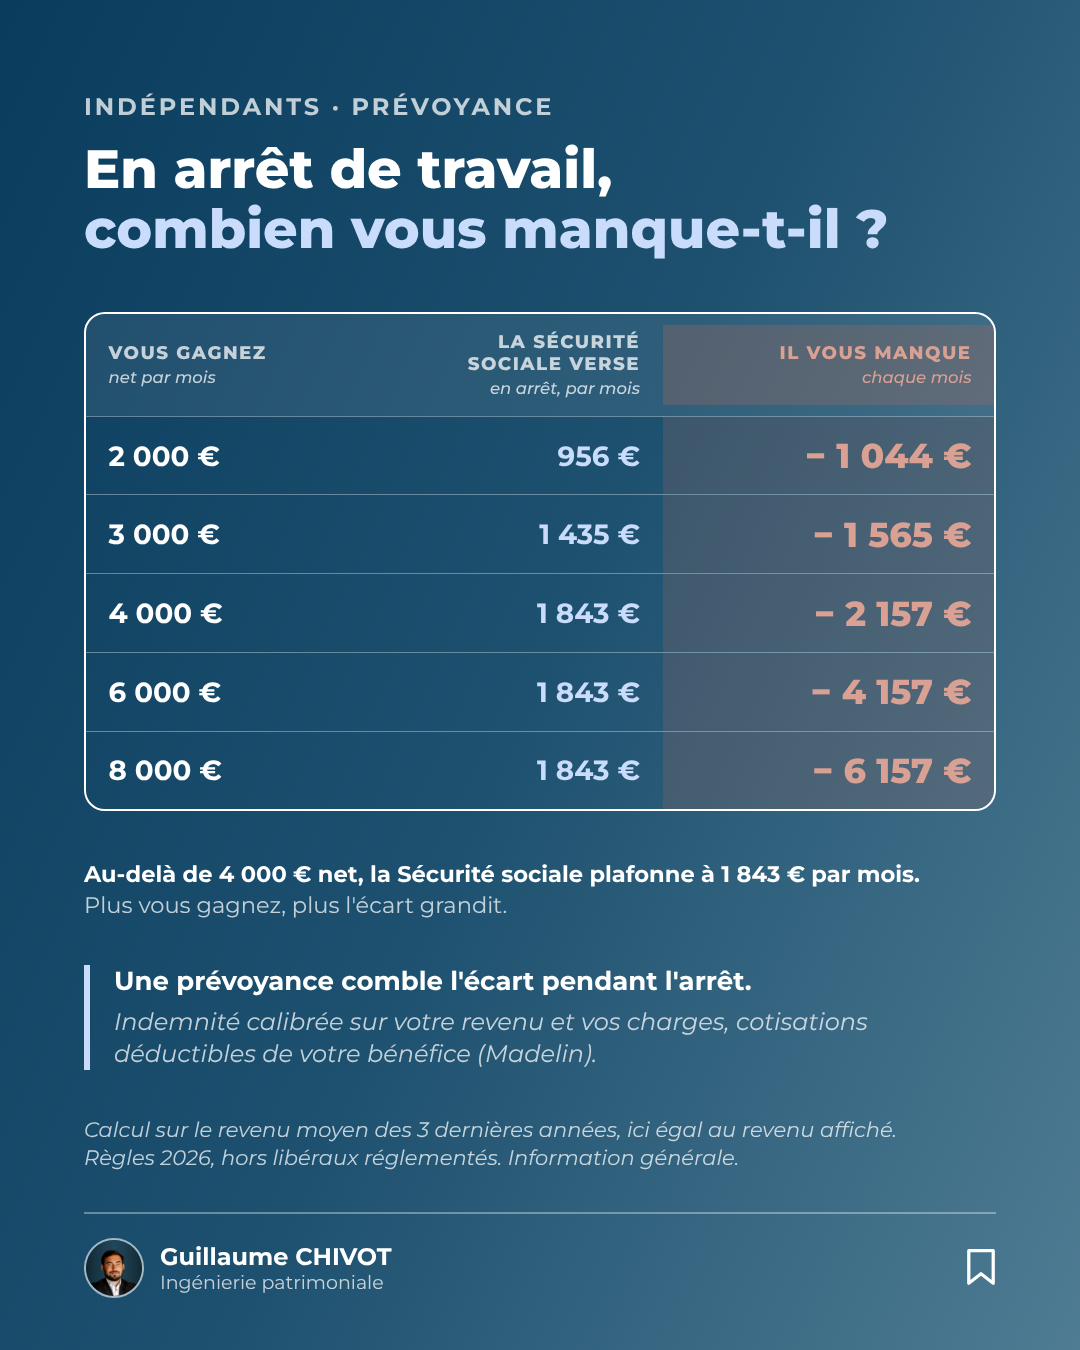 INDÉPENDANTS · PRÉVOYANCE
En arrêt de travail,
combien vous manque-t-il ?
VOUS GAGNEZ
net par mois
LA SÉCURITÉ
SOCIALE VERSE
en arrêt, par mois
IL VOUS MANQUE
chaque mois
2 000 € 956 € − 1 044 €
3 000 € 1 435 € − 1 565 €
4 000 € 1 843 € − 2 157 €
6 000 € 1 843 € − 4 157 €
8 000 € 1 843 € − 6 157 €
Au-delà de 4 000 € net, la Sécurité sociale plafonne à 1 843 € par mois.
Plus vous gagnez, plus l'écart grandit.
Une prévoyance comble l'écart pendant l'arrêt.
Indemnité calibrée sur votre revenu et vos charges, cotisations
déductibles de votre bénéfice (Madelin).
Calcul sur le revenu moyen des 3 dernières années, ici égal au revenu affiché.
Règles 2026, hors libéraux réglementés. Information générale.
Guillaume CHIVOT
Ingénierie patrimoniale